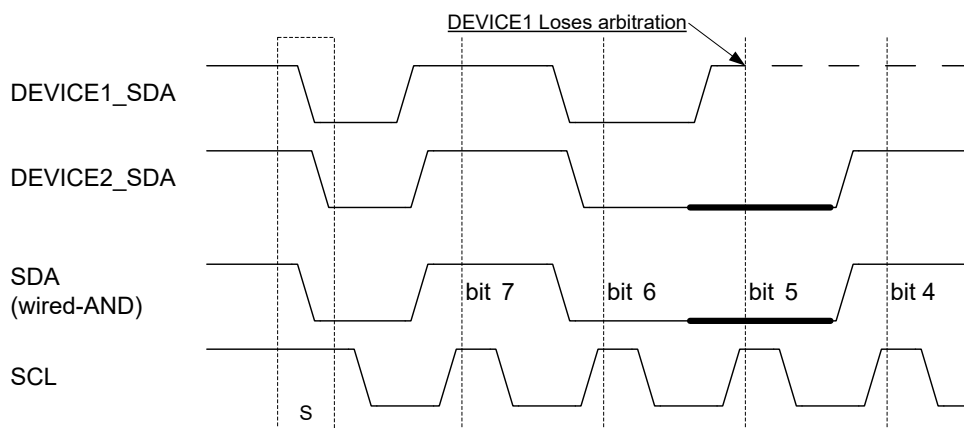 DEVICE1 Loses arbitration
DEVICE1_SDA
DEVICE2_SDA
SDA
(wired-AND)
bit 7
bit 6
bit 5
bit 4
SCL
S